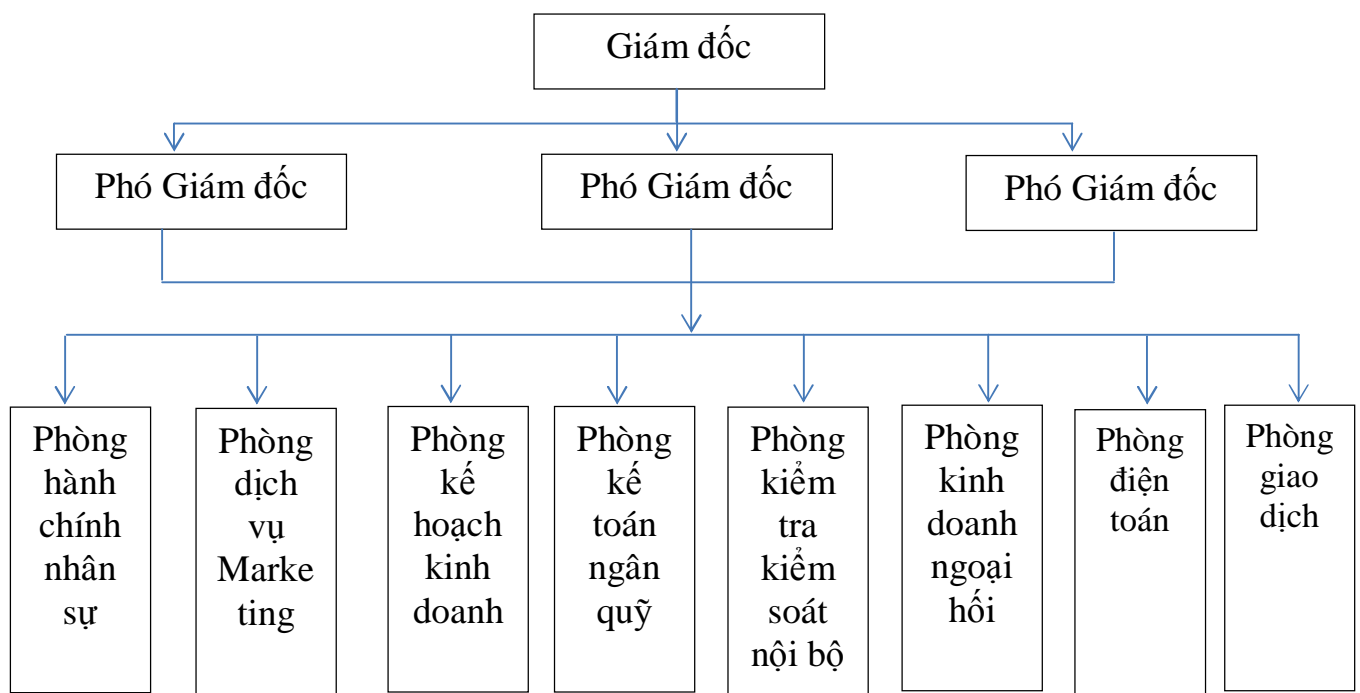 Giám đốc
Phó Giám đốc
Phó Giám đốc
Phó Giám đốc
Phòng
hành
chính
nhân
sự
Phòng
dịch
vụ
Marke
ting
Phòng
kế
hoạch
kinh
doanh
Phòng
kế
toán
ngân
quỹ
Phòng
kiểm
tra
kiểm
soát
nội bộ
Phòng
kinh
doanh
ngoại
hối
Phòng
điện
toán
Phòng
giao
dịch